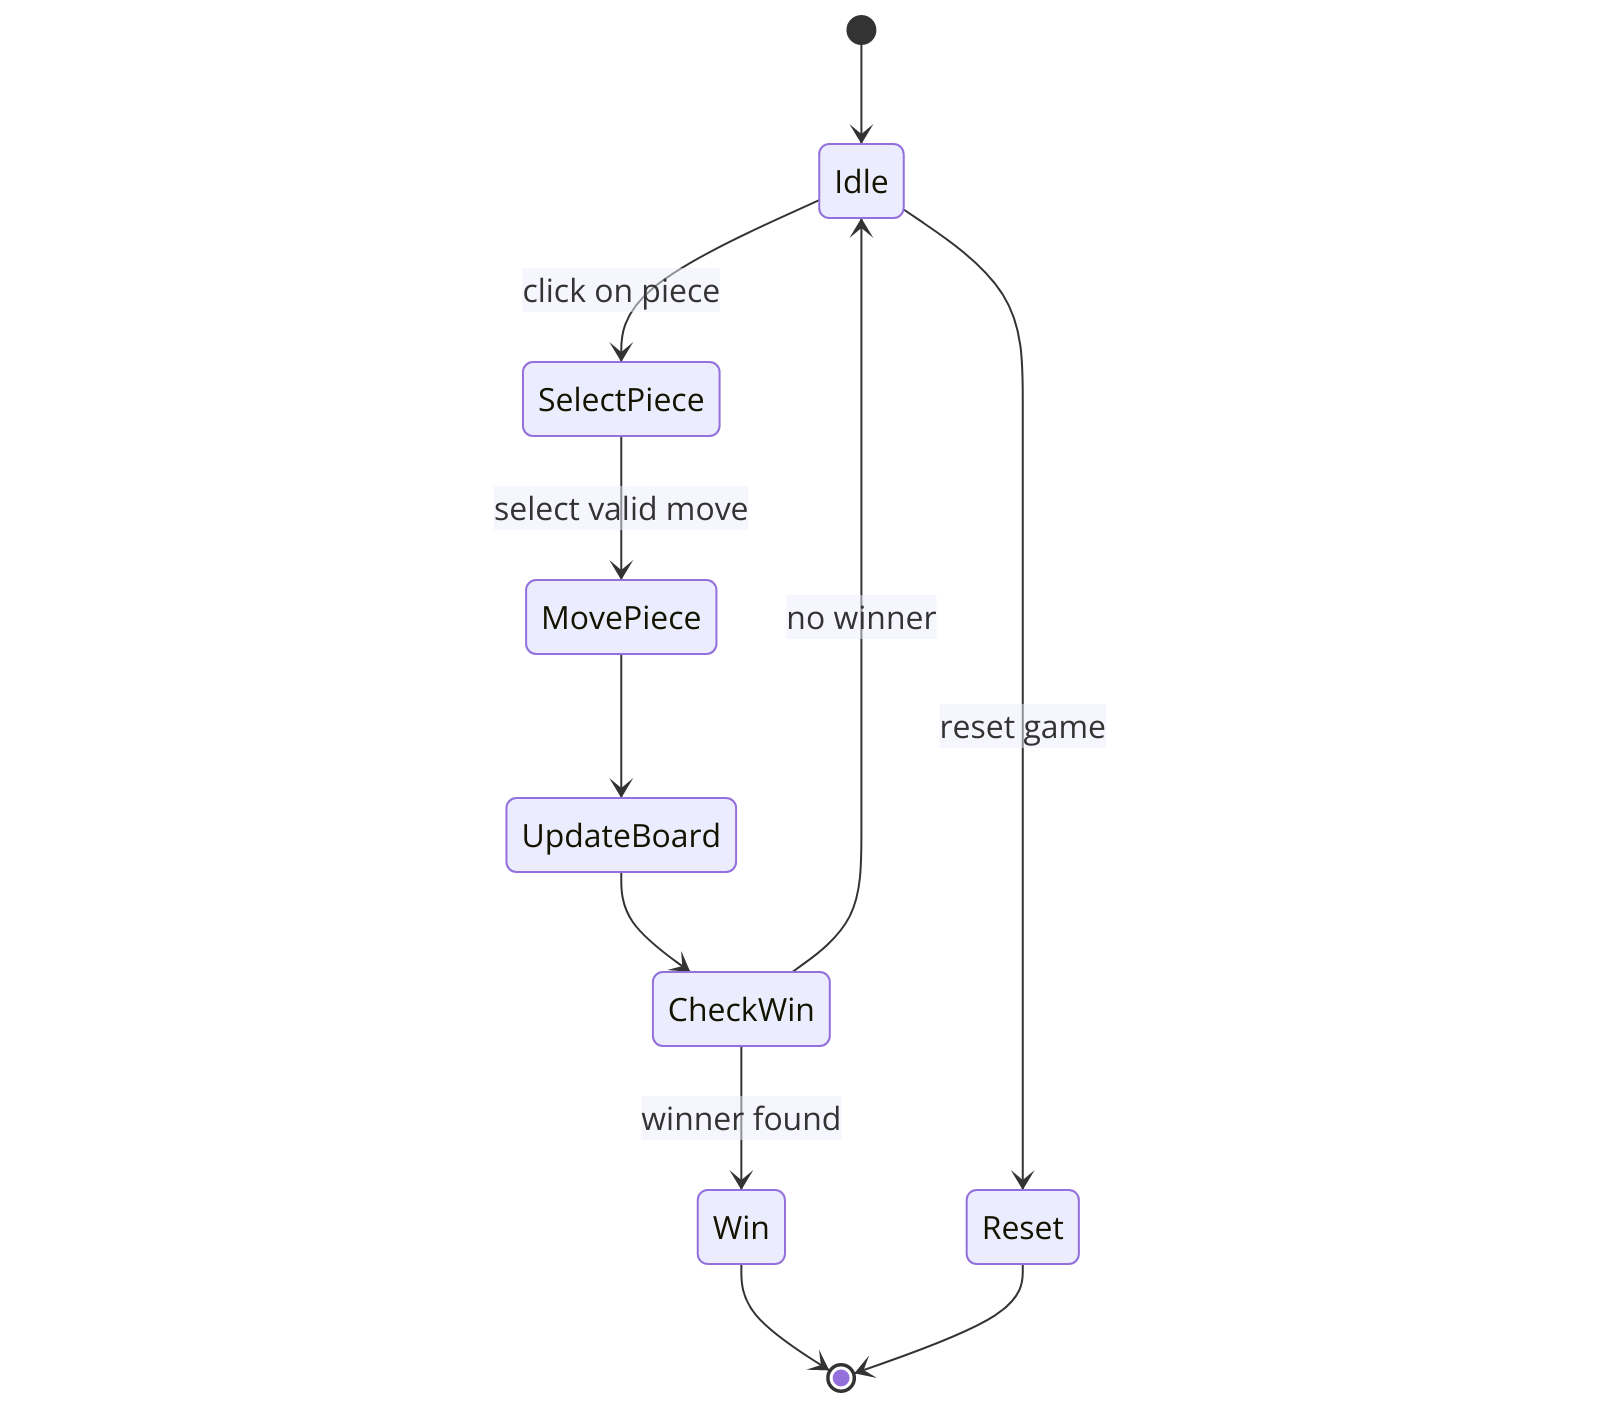 Idle
click on piece
SelectPiece
select valid move
MovePiece
no winner
reset game
UpdateBoard
CheckWin
winner found
Win
Reset